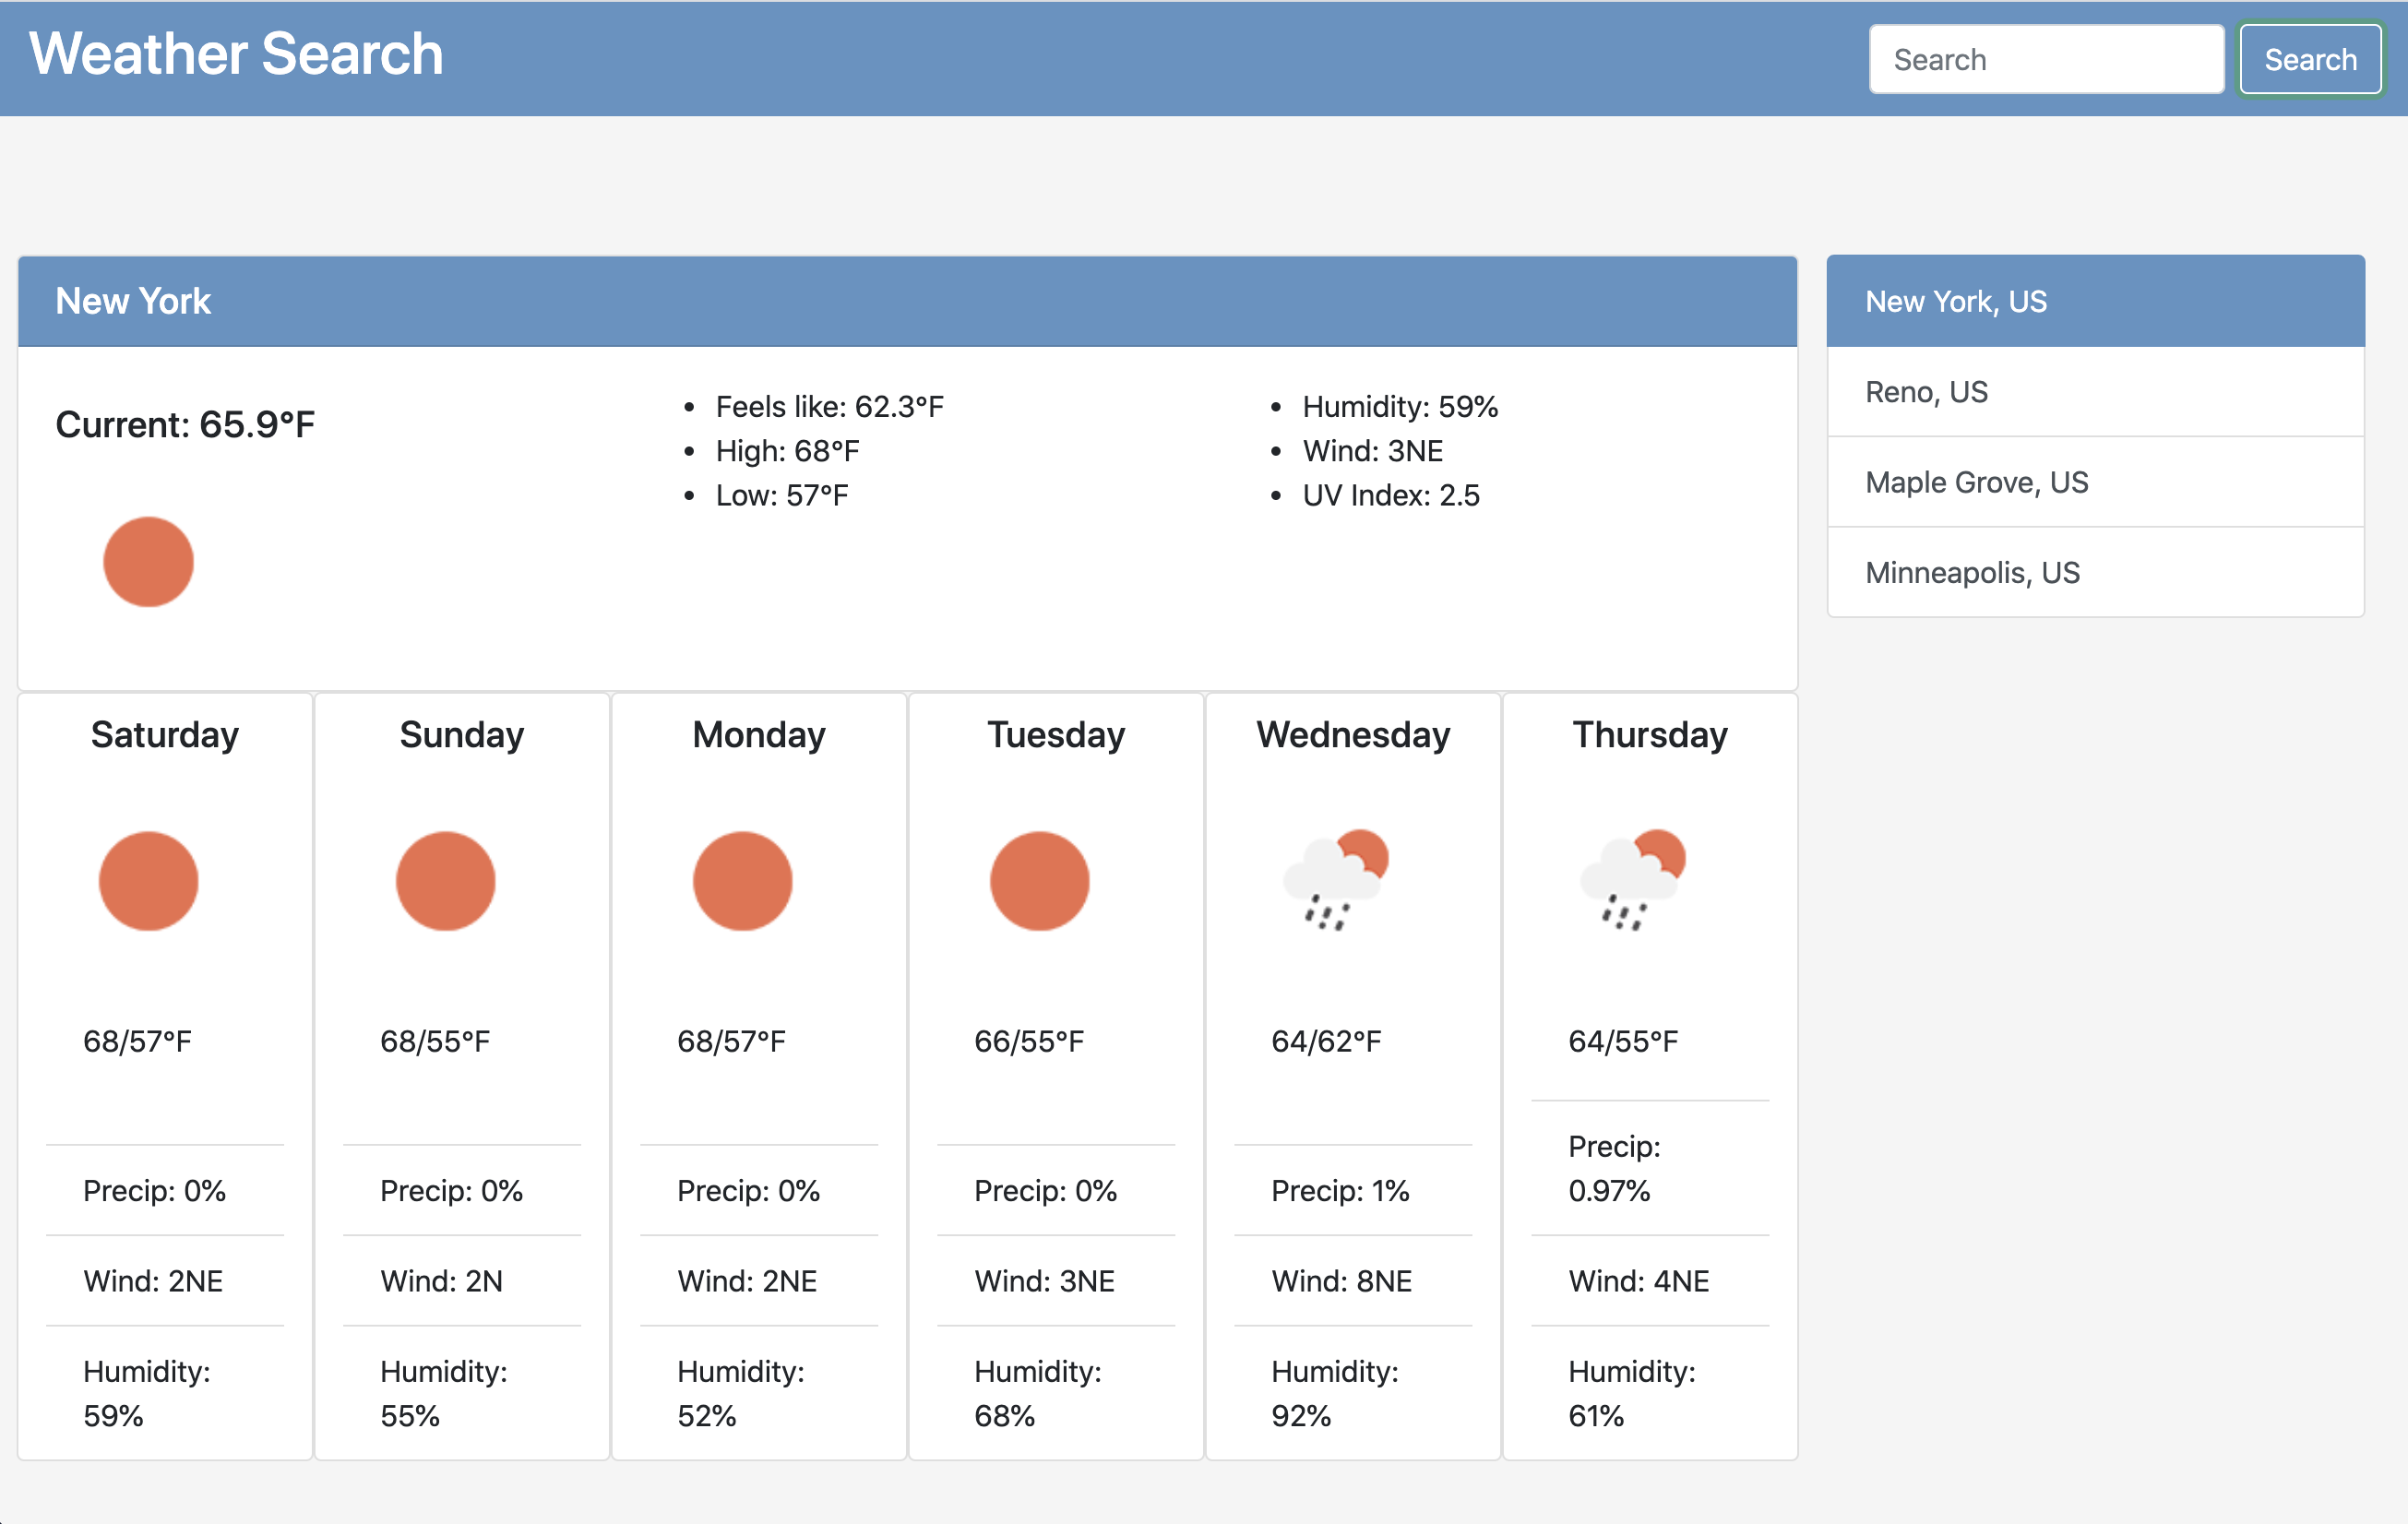 Weather Search
Search
Search
New York
Current: 65.9°F
Feels like: 62.3°F
High: 68°F
Low: 57°F
Humidity: 59%
Wind: 3NE
UV Index: 2.5
New York, US
Reno, US
Maple Grove, US
Minneapolis, US
Saturday
68/57°F
Precip: 0%
Wind: 2NE
Humidity:
59%
Sunday
68/55°F
Precip: 0%
Wind: 2N
Humidity:
55%
Monday
68/57°F
Precip: 0%
Wind: 2NE
Humidity:
52%
Tuesday
66/55°F
Precip: 0%
Wind: 3NE
Humidity:
68%
Wednesday
64/62°F
Precip: 1%
Wind: 8NE
Humidity:
92%
Thursday
64/55°F
Precip:
0.97%
Wind: 4NE
Humidity:
61%